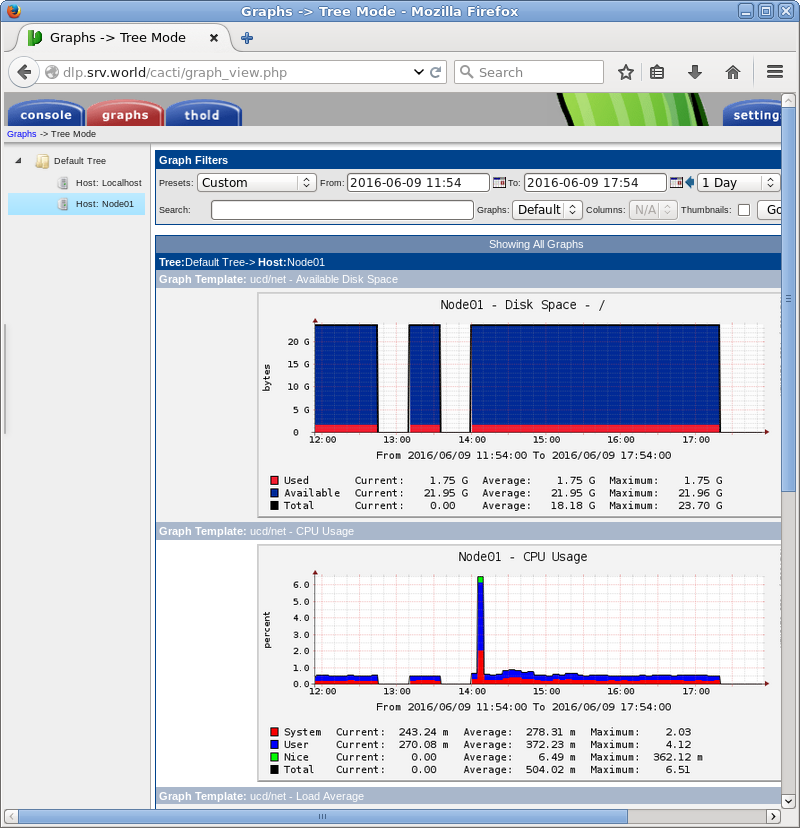 Graphs -> Tree Mode - Mozilla Firefox
Graphs -> Tree Mode
dlp.srv.world/cacti/graph_view.php
Search
console graphs thold setting
Graphs -> Tree Mode
Default Tree
Host: Localhost
Host: Node01
Graph Filters
Presets: Custom From: 2016-06-09 11:54 To: 2016-06-09 17:54 1 Day
Search: Graphs: Default Columns: N/A Thumbnails: Go
Showing All Graphs
Tree:Default Tree-> Host:Node01
Graph Template: ucd/net - Available Disk Space
Node01 - Disk Space - /
bytes
20 G
15 G
10 G
5 G
0
12:00 13:00 14:00 15:00 16:00 17:00
From 2016/06/09 11:54:00 To 2016/06/09 17:54:00
Used Current: 1.75 G Average: 1.75 G Maximum: 1.75 G
Available Current: 21.95 G Average: 21.95 G Maximum: 21.96 G
Total Current: 0.00 Average: 18.18 G Maximum: 23.70 G
Graph Template: ucd/net - CPU Usage
Node01 - CPU Usage
percent
6.0
5.0
4.0
3.0
2.0
1.0
0.0
12:00 13:00 14:00 15:00 16:00 17:00
From 2016/06/09 11:54:00 To 2016/06/09 17:54:00
System Current: 243.24 m Average: 278.31 m Maximum: 2.03
User Current: 270.08 m Average: 372.23 m Maximum: 4.12
Nice Current: 0.00 Average: 6.49 m Maximum: 362.12 m
Total Current: 0.00 Average: 504.02 m Maximum: 6.51
Graph Template: ucd/net - Load Average